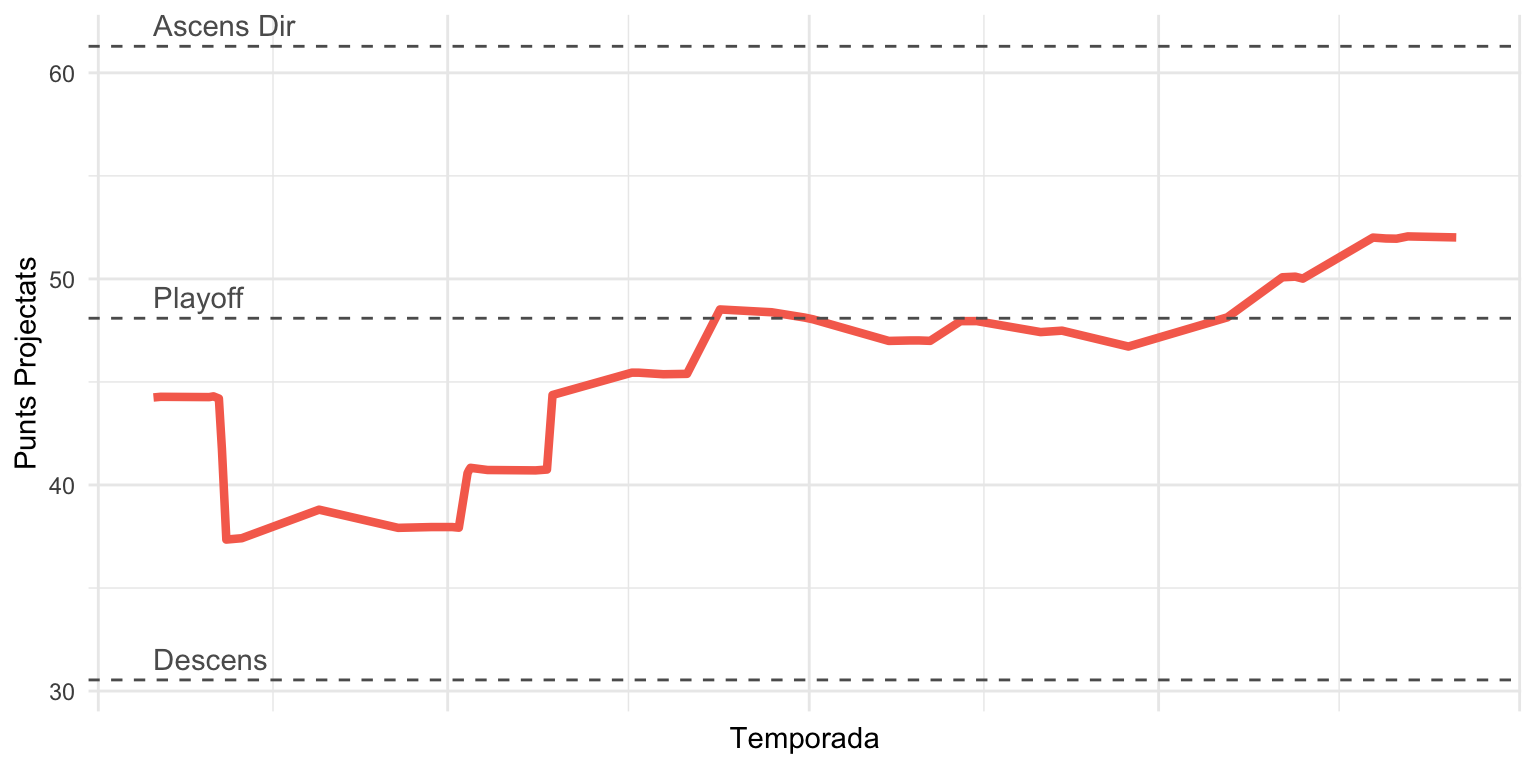 Ascens Dir
60
50
Playoff
Punts Projectats
40
Descens
30
Temporada